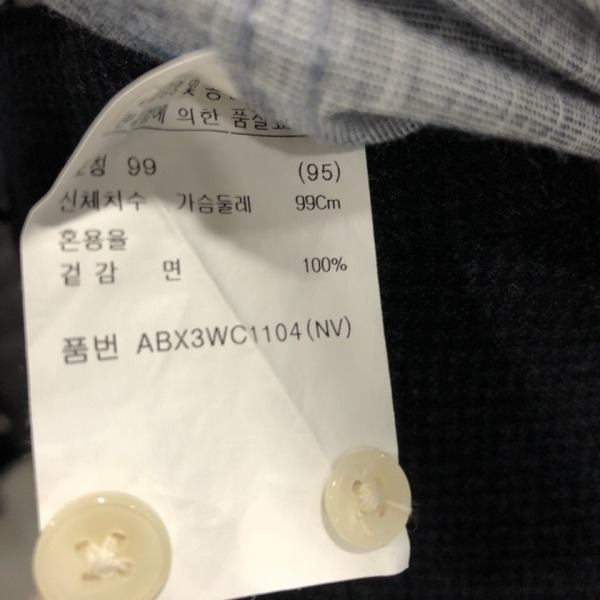 의한 품질
호칭 99 (95)
신체치수 가슴둘레 99Cm
혼용율
겉감 면 100%
품번 ABX3WC1104(NV)